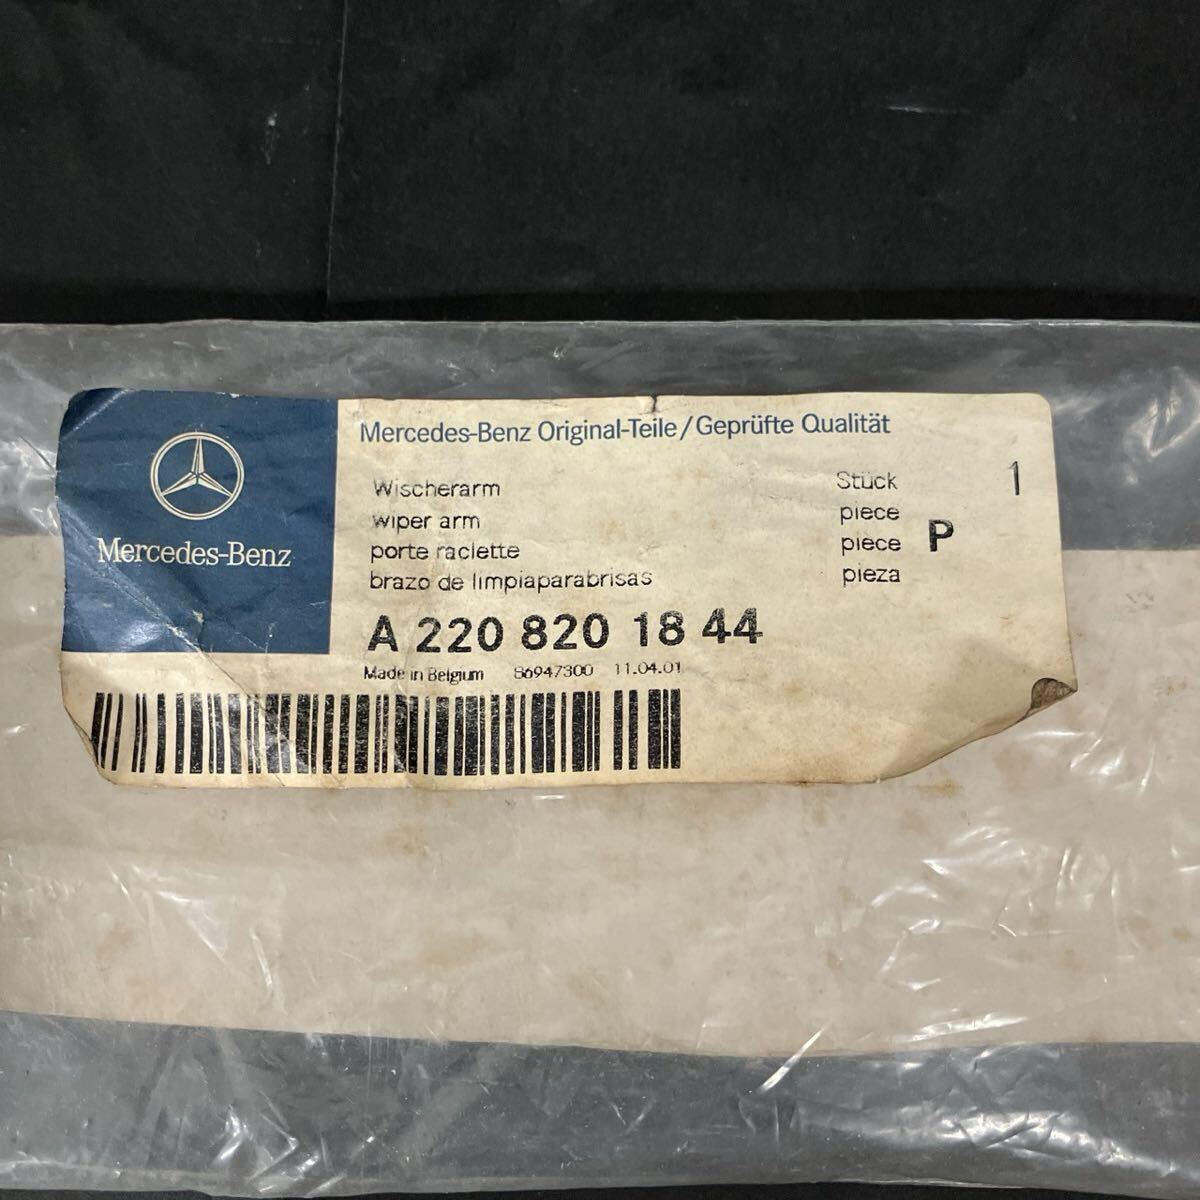 Mercedes-Benz
Mercedes-Benz Original-Teile/Geprüfte Qualität
Wischerarm Stück 1
wiper arm piece
porte raclette piece P
brazo de limpiaparabrisas pieza
A 220 820 18 44
Made in Belgium 86947300 11.04.01